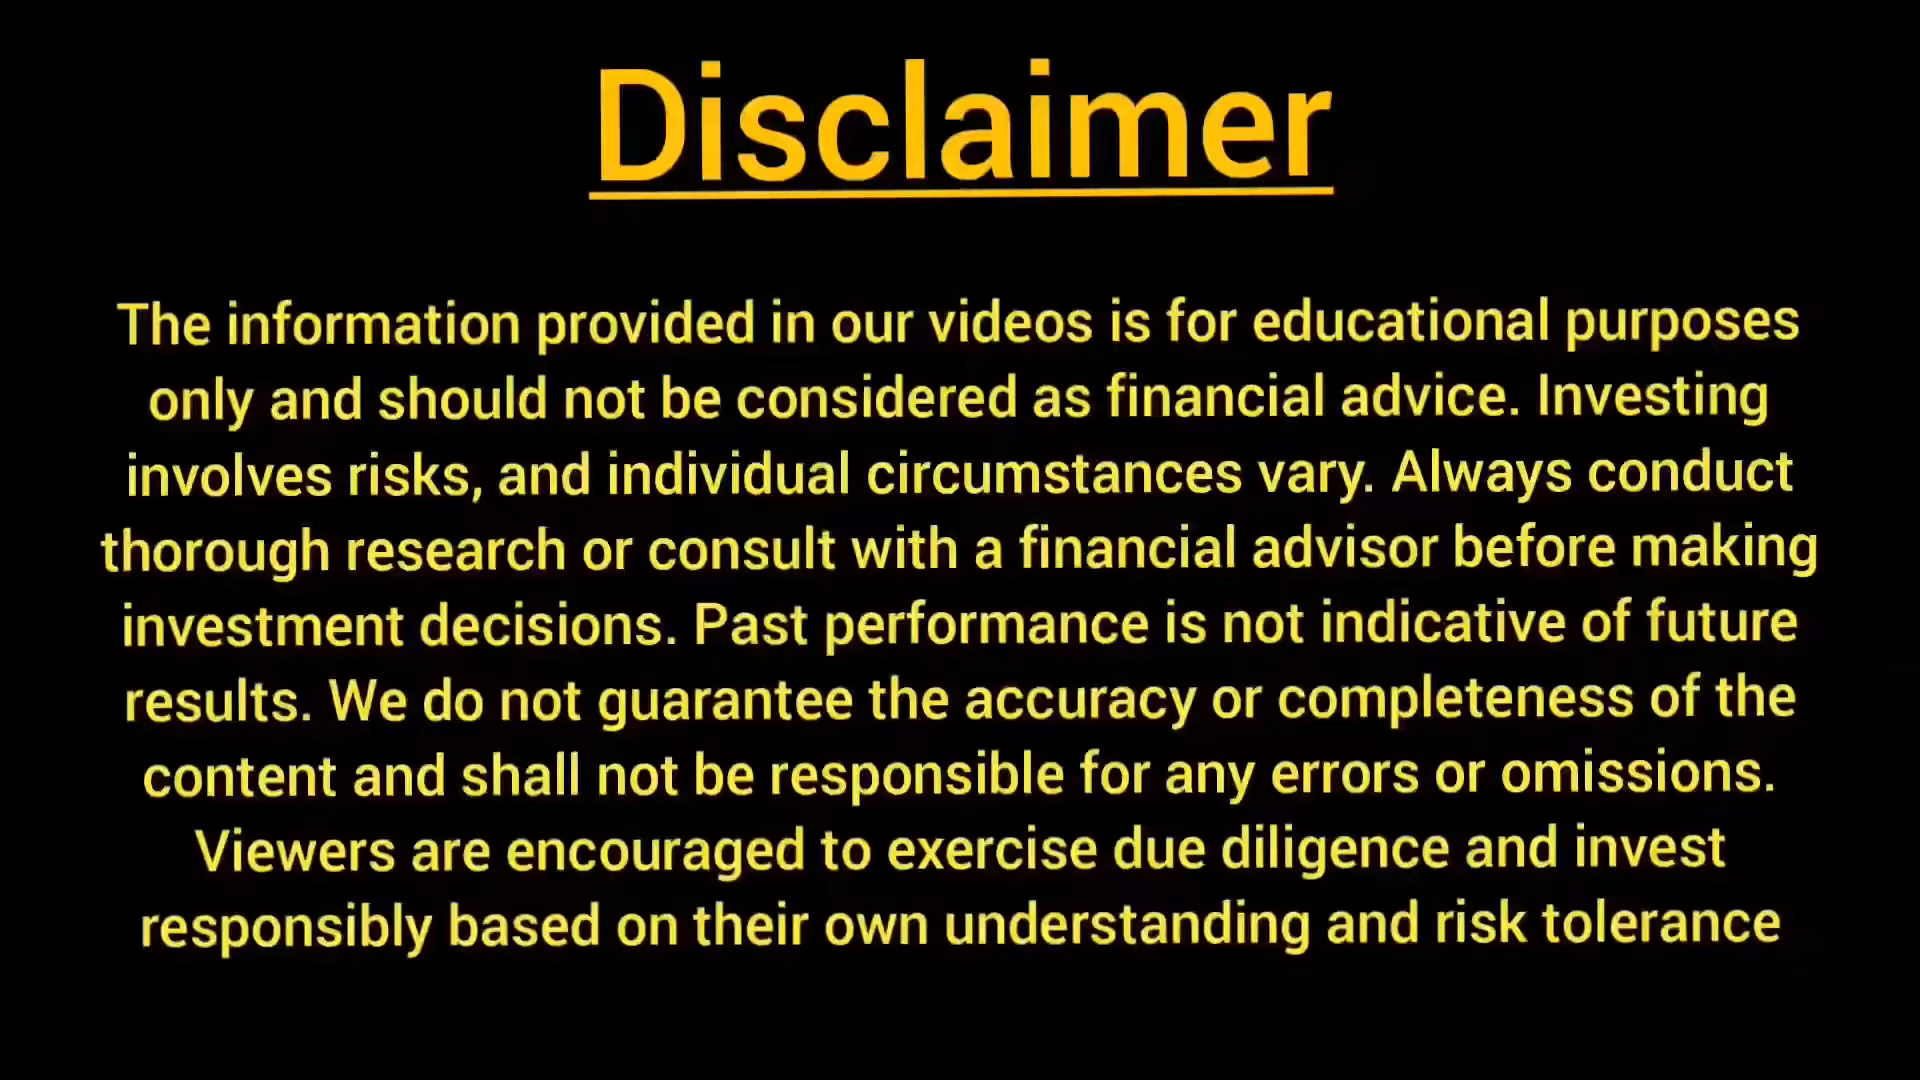 Disclaimer
The information provided in our videos is for educational purposes
only and should not be considered as financial advice. Investing
involves risks, and individual circumstances vary. Always conduct
thorough research or consult with a financial advisor before making
investment decisions. Past performance is not indicative of future
results. We do not guarantee the accuracy or completeness of the
content and shall not be responsible for any errors or omissions.
Viewers are encouraged to exercise due diligence and invest
responsibly based on their own understanding and risk tolerance